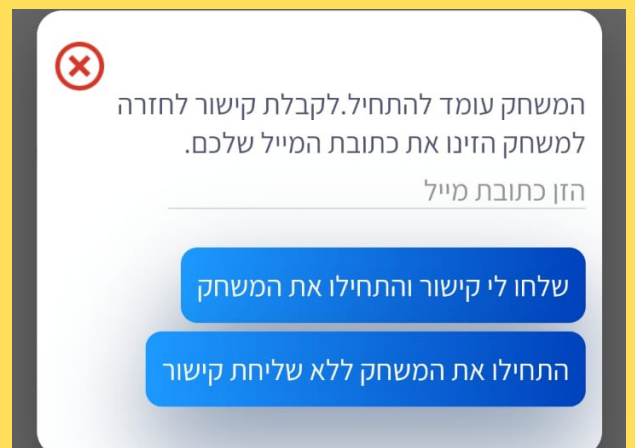 המשחק עומד להתחיל.לקבלת קישור לחזרה
למשחק הזינו את כתובת המייל שלכם.
הזן כתובת מייל
שלחו לי קישור והתחילו את המשחק
התחילו את המשחק ללא שליחת קישור